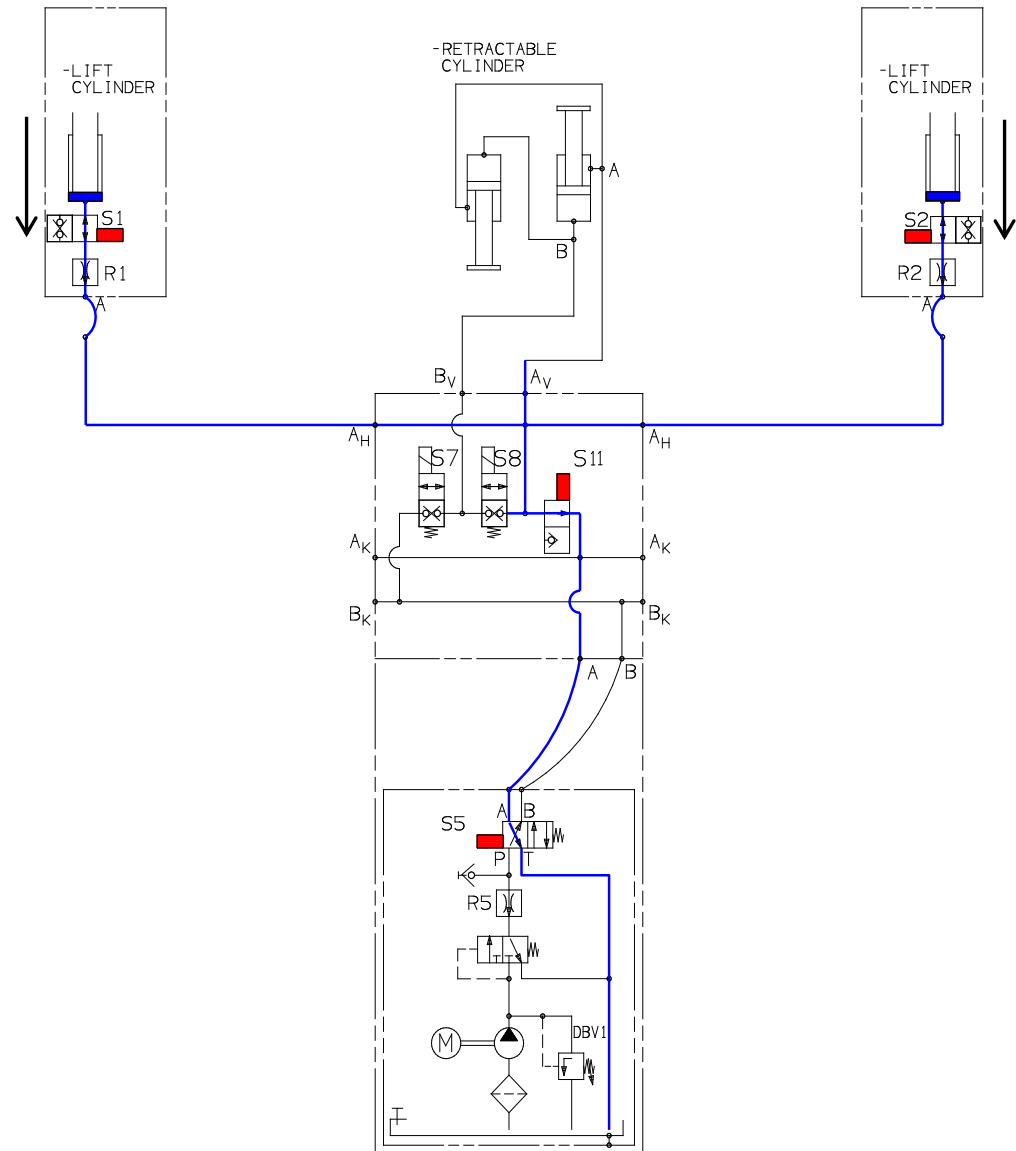 -RETRACTABLE
CYLINDER
-LIFT
CYLINDER
-LIFT
CYLINDER
A
S1
S2
B
R1
R2
A
A
BV
AV
AH
AH
S7
S8
S11
AK
AK
BK
BK
A
B
A
B
S5
P
T
R5
DBV1
M